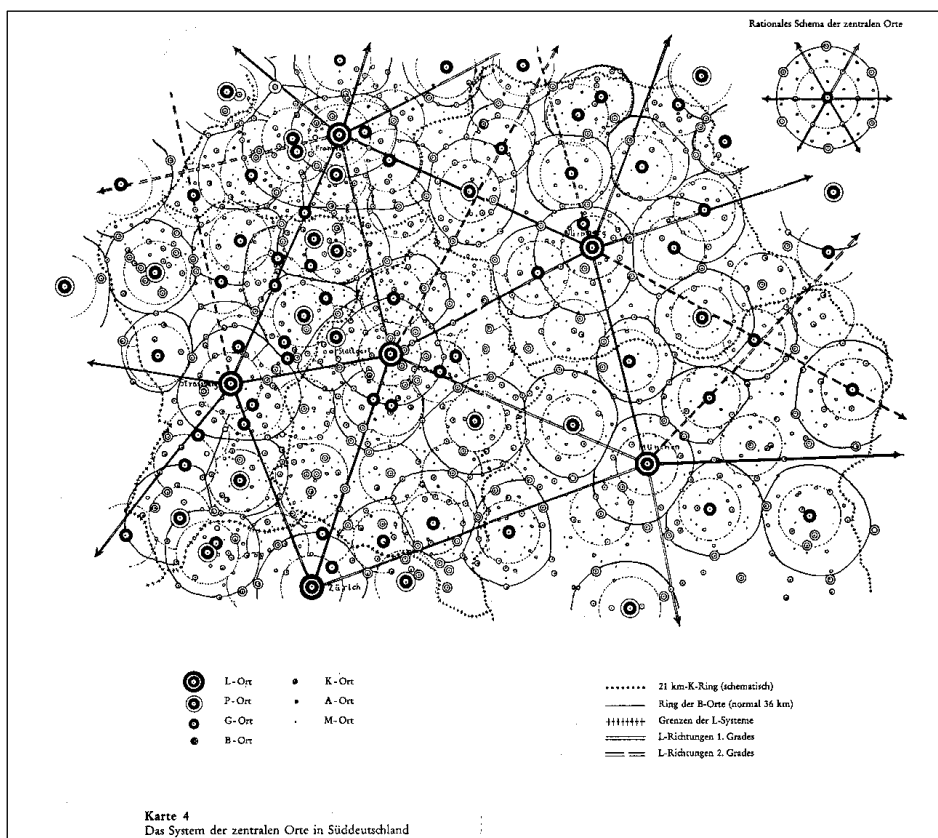 Rationales Schema der zentralen Orte
Frankfurt
Nürnberg
Stuttgart
Straßburg
München
Zürich
L-Ort
P-Ort
G-Ort
B-Ort
K-Ort
A-Ort
M-Ort
21 km-K-Ring (schematisch)
Ring der B-Orte (normal 36 km)
Grenzen der L-Systeme
L-Richtungen 1. Grades
L-Richtungen 2. Grades
Karte 4
Das System der zentralen Orte in Süddeutschland